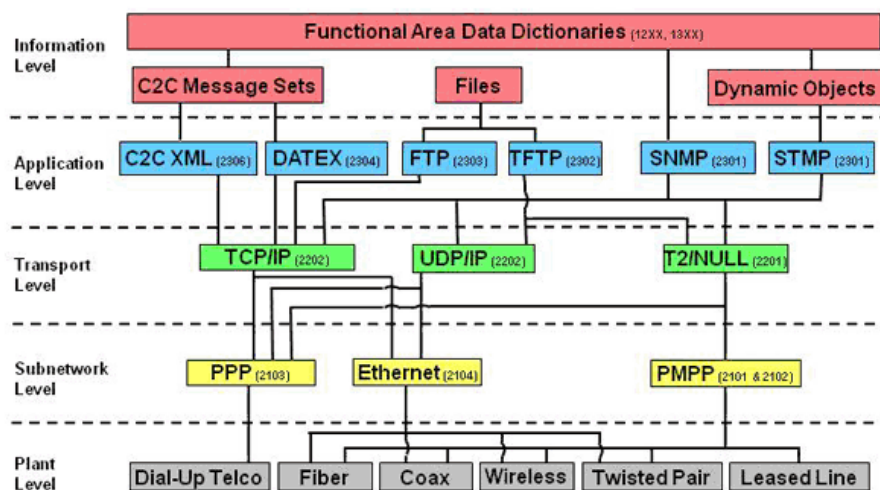 Functional Area Data Dictionaries (12XX, 13XX)
Information
Level
C2C Message Sets
Files
Dynamic Objects
Application
Level
C2C XML (2306)
DATEX (2304)
FTP (2303)
TFTP (2302)
SNMP (2301)
STMP (2301)
Transport
Level
TCP/IP (2202)
UDP/IP (2202)
T2/NULL (2201)
Subnetwork
Level
PPP (2103)
Ethernet (2104)
PMPP (2101 & 2102)
Plant
Level
Dial-Up Telco
Fiber
Coax
Wireless
Twisted Pair
Leased Line